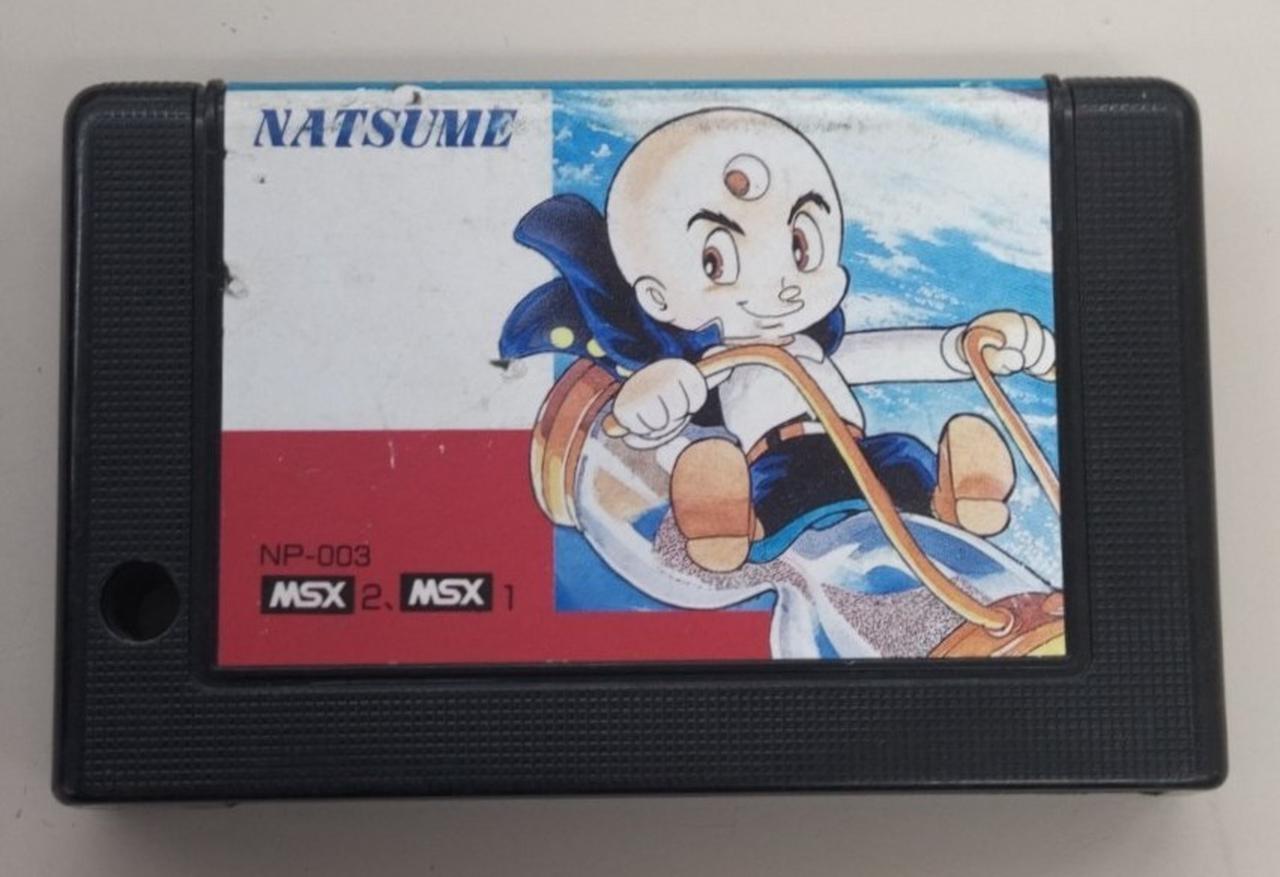 NATSUME
NP-003
MSX 2、MSX 1